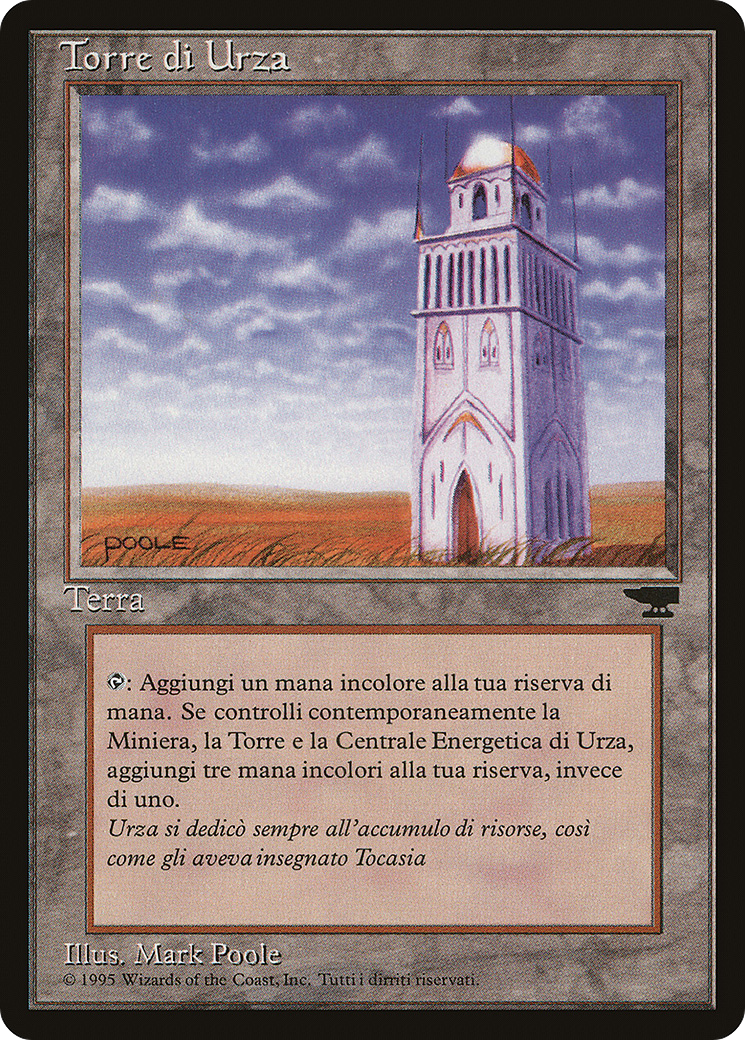 Torre di Urza
POOLE
Terra
: Aggiungi un mana incolore alla tua riserva di
mana. Se controlli contemporaneamente la
Miniera, la Torre e la Centrale Energetica di Urza,
aggiungi tre mana incolori alla tua riserva, invece
di uno.
Urza si dedicò sempre all'accumulo di risorse, così
come gli aveva insegnato Tocasia
Illus. Mark Poole
© 1995 Wizards of the Coast, Inc. Tutti i dirriti riservati.